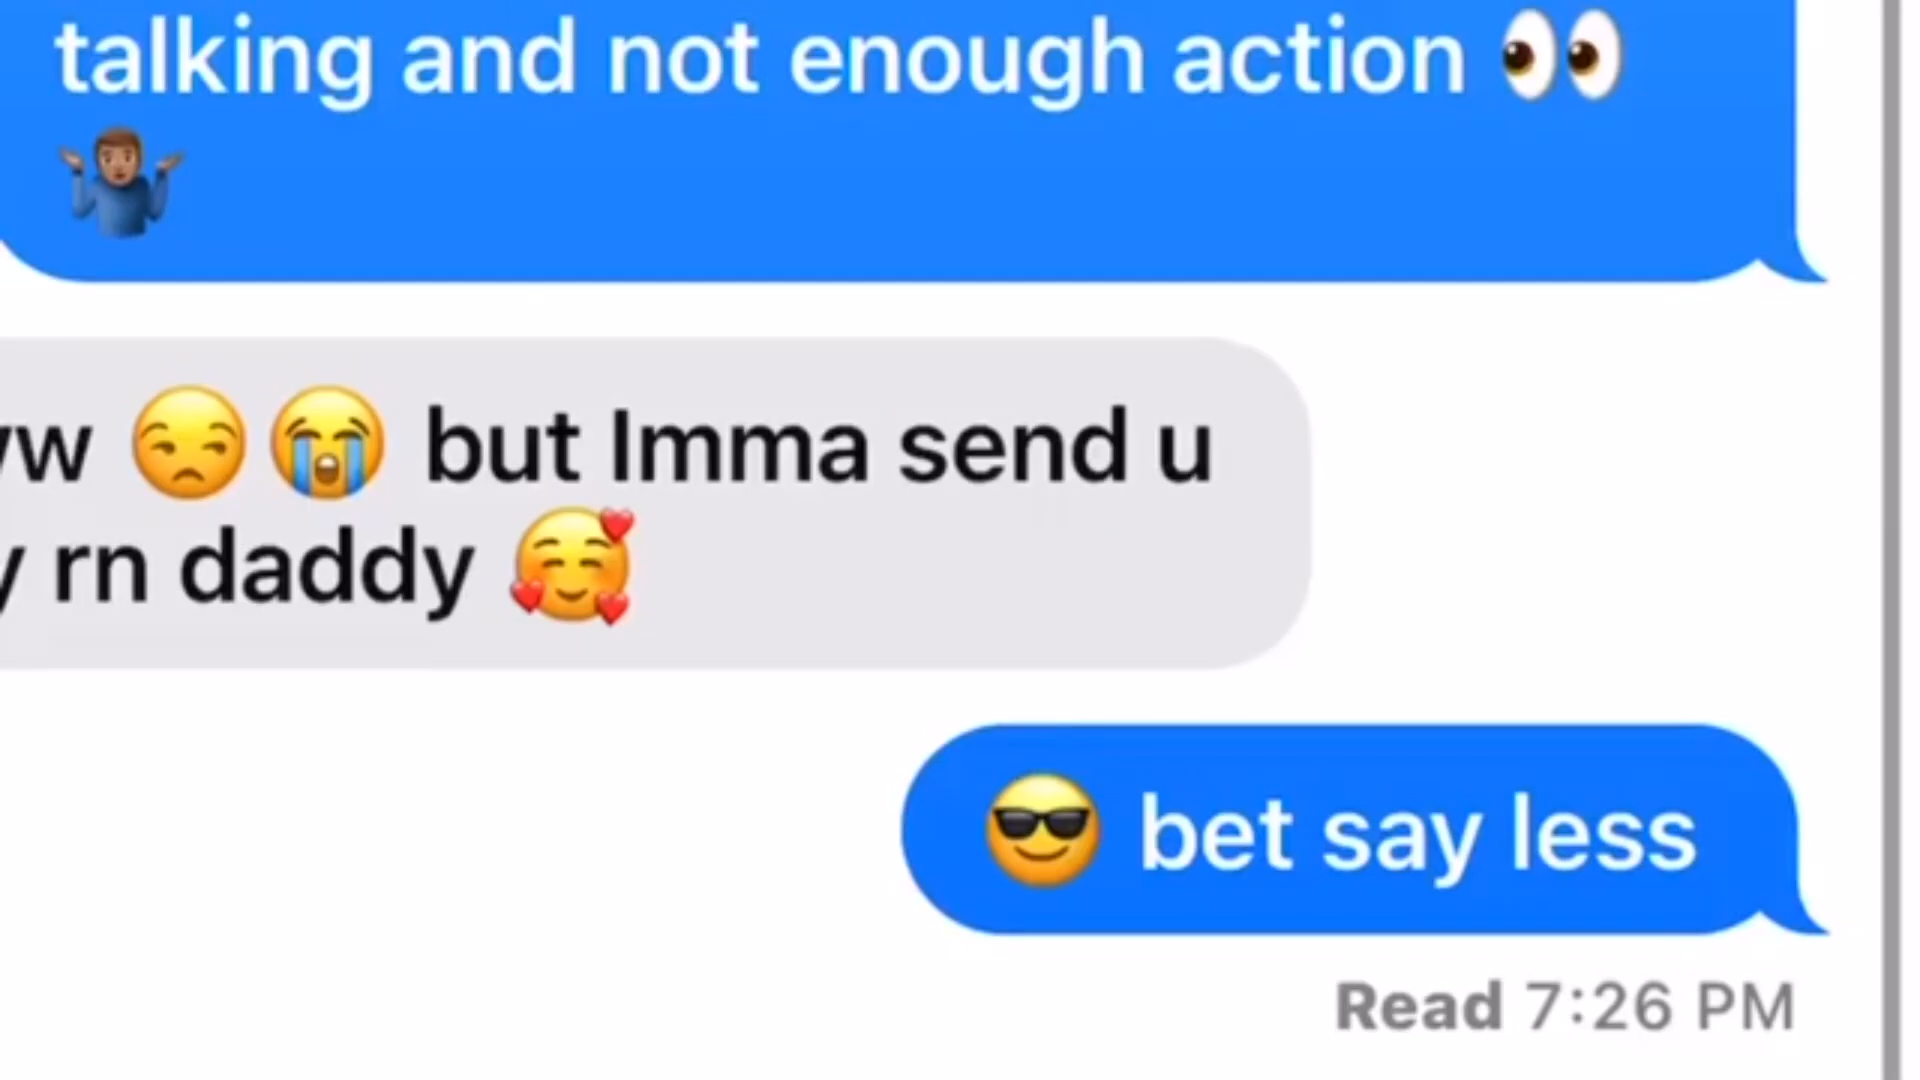 talking and not enough action 👀
🤷🏽‍♂️
😒😭 but Imma send u
rn daddy 🥰
😎 bet say less
Read 7:26 PM